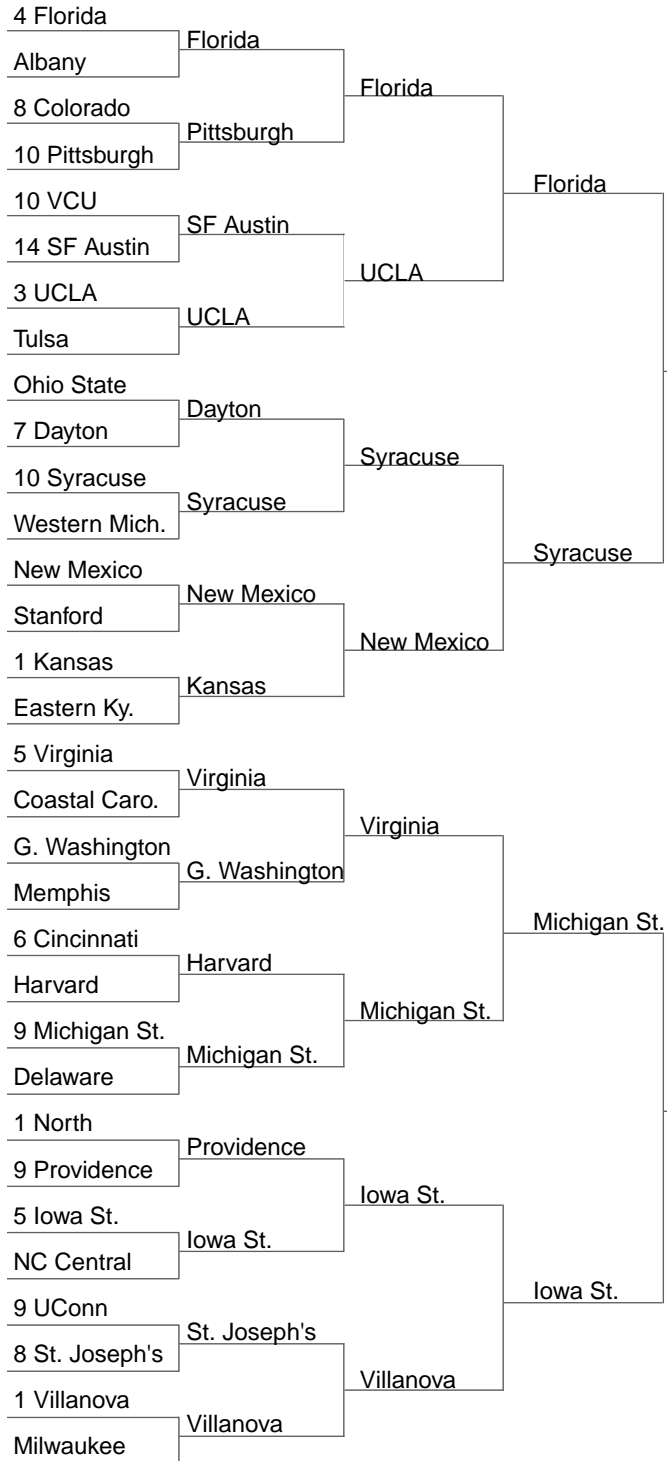 4 Florida
Albany
8 Colorado
10 Pittsburgh
10 VCU
14 SF Austin
3 UCLA
Tulsa
Ohio State
7 Dayton
10 Syracuse
Western Mich.
New Mexico
Stanford
1 Kansas
Eastern Ky.
5 Virginia
Coastal Caro.
G. Washington
Memphis
6 Cincinnati
Harvard
9 Michigan St.
Delaware
1 North
9 Providence
5 Iowa St.
NC Central
9 UConn
8 St. Joseph's
1 Villanova
Milwaukee
Florida
Pittsburgh
SF Austin
UCLA
Dayton
Syracuse
New Mexico
Kansas
Virginia
G. Washington
Harvard
Michigan St.
Providence
Iowa St.
St. Joseph's
Villanova
Florida
UCLA
Syracuse
New Mexico
Virginia
Michigan St.
Iowa St.
Villanova
Florida
Syracuse
Michigan St.
Iowa St.